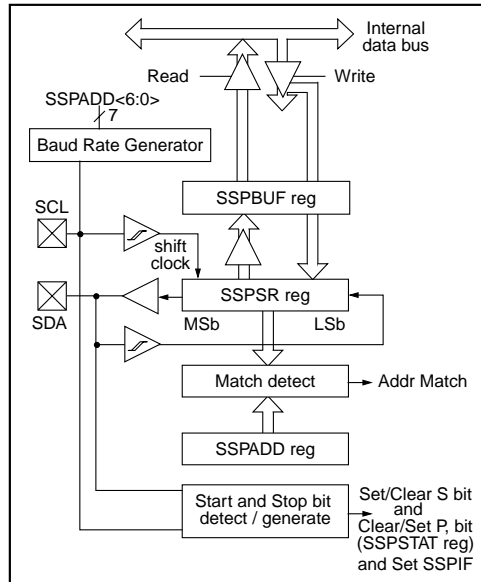 Internal
data bus
Read
Write
SSPADD<6:0>
7
Baud Rate Generator
SSPBUF reg
SCL
shift
clock
SSPSR reg
SDA
MSb
LSb
Match detect
Addr Match
SSPADD reg
Start and Stop bit
detect / generate
Set/Clear S bit
and
Clear/Set P, bit
(SSPSTAT reg)
and Set SSPIF